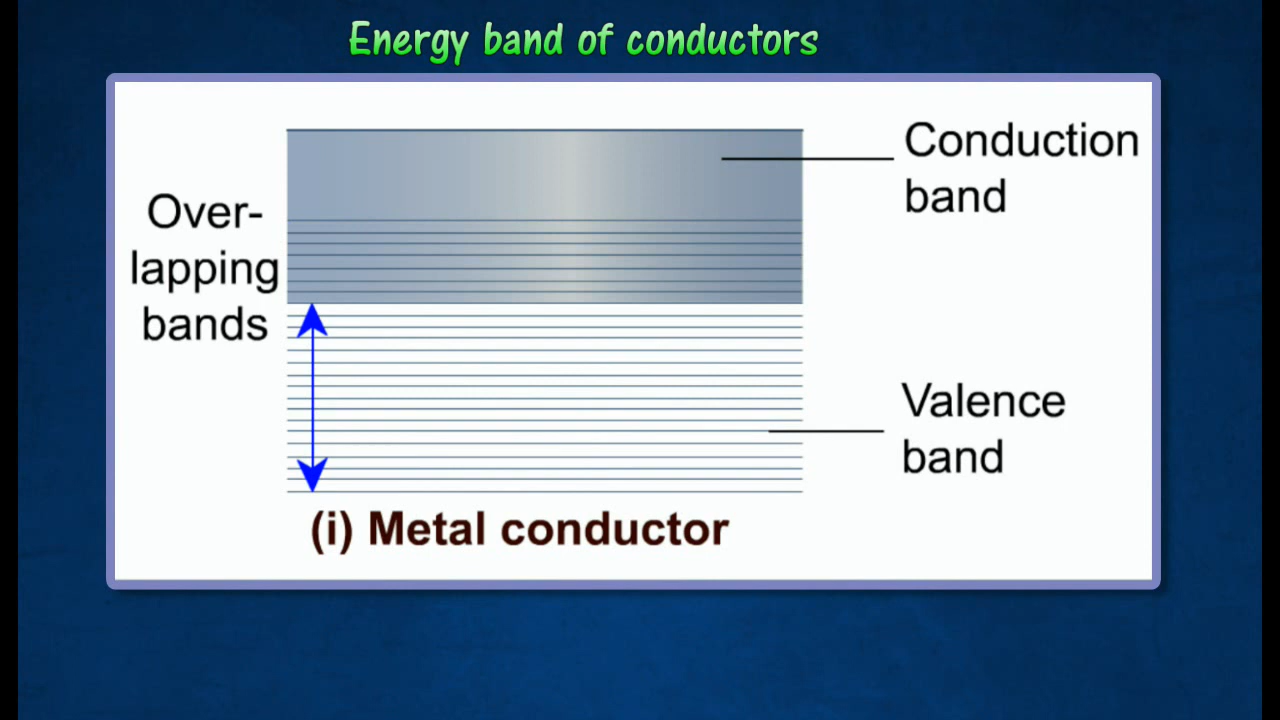 Energy band of conductors
Conduction
band
Over-
lapping
bands
Valence
band
(i) Metal conductor